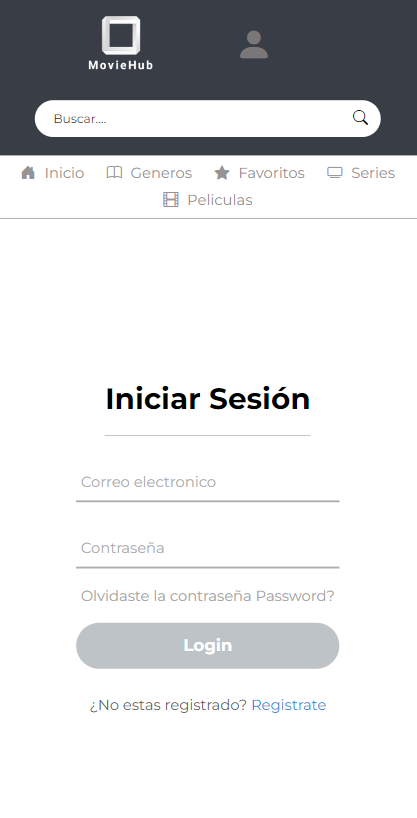 MovieHub
Buscar....
Inicio Generos Favoritos Series
Peliculas
Iniciar Sesión
Correo electronico
Contraseña
Olvidaste la contraseña Password?
Login
¿No estas registrado? Registrate